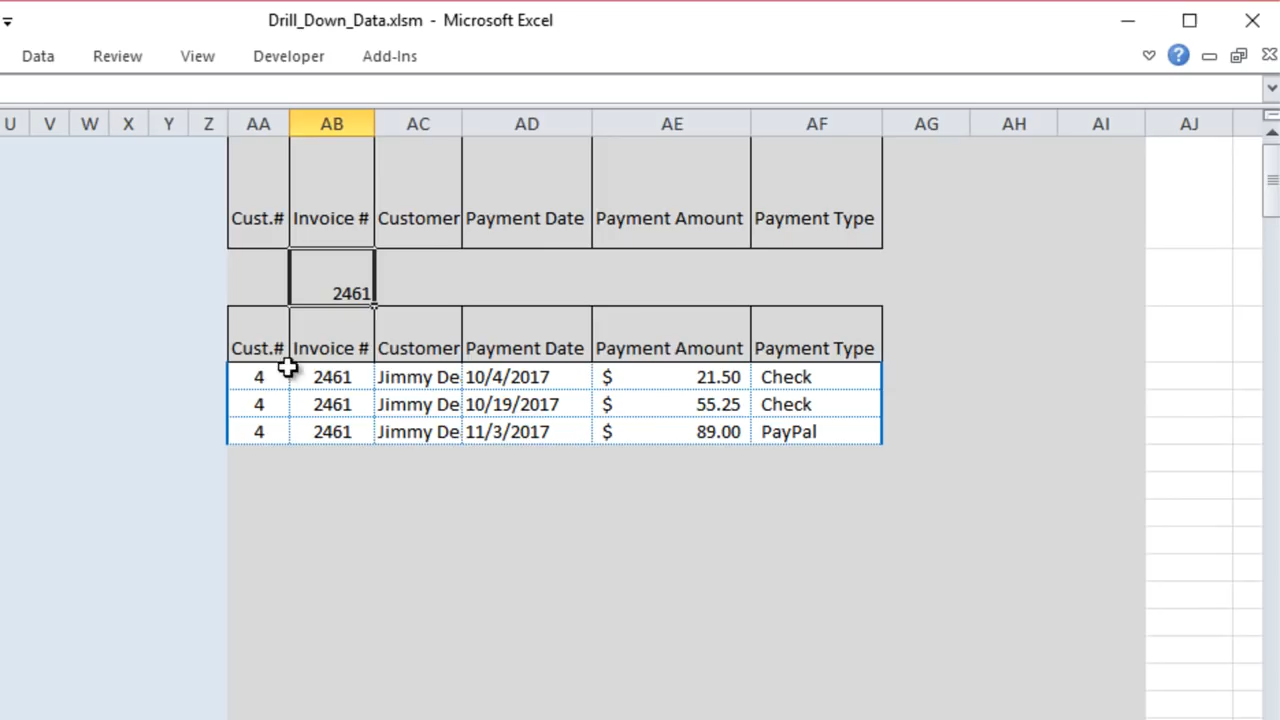 Drill_Down_Data.xlsm - Microsoft Excel
Data Review View Developer Add-Ins
U V W X Y Z AA AB AC AD AE AF AG AH AI AJ
Cust.# Invoice # Customer Payment Date Payment Amount Payment Type
2461
Cust.# Invoice # Customer Payment Date Payment Amount Payment Type
4 2461 Jimmy De 10/4/2017 $ 21.50 Check
4 2461 Jimmy De 10/19/2017 $ 55.25 Check
4 2461 Jimmy De 11/3/2017 $ 89.00 PayPal